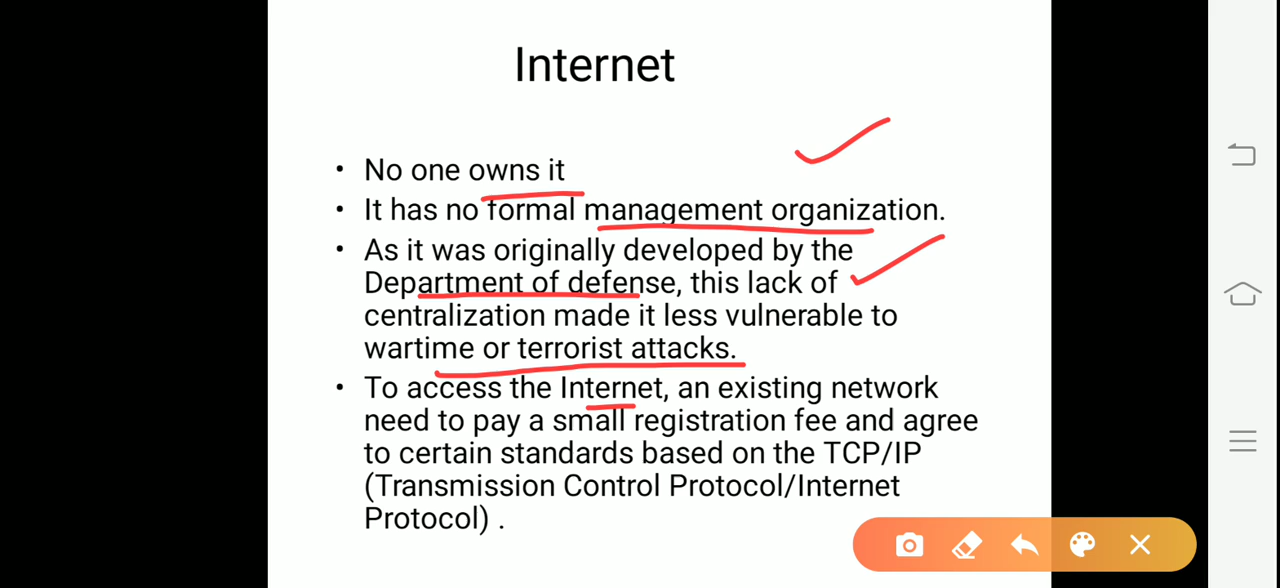 Internet
• No one owns it
• It has no formal management organization.
• As it was originally developed by the
Department of defense, this lack of
centralization made it less vulnerable to
wartime or terrorist attacks.
• To access the Internet, an existing network
need to pay a small registration fee and agree
to certain standards based on the TCP/IP
(Transmission Control Protocol/Internet
Protocol) .